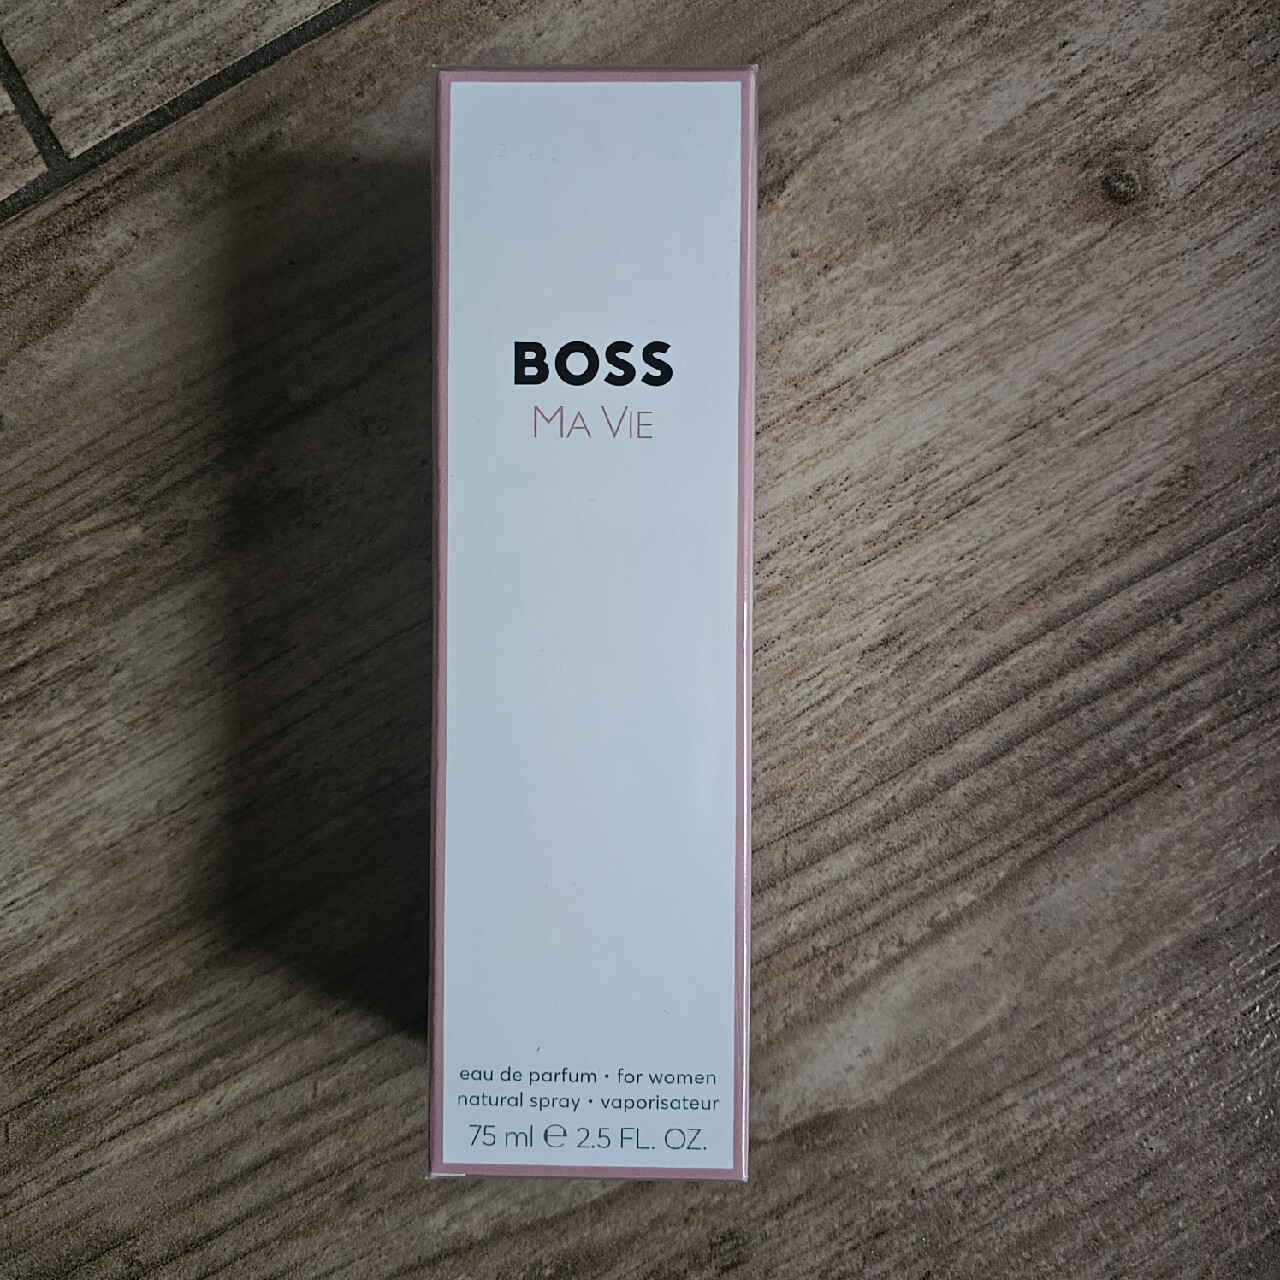 BOSS
MA VIE
eau de parfum • for women
natural spray • vaporisateur
75 ml ℮ 2.5 FL. OZ.